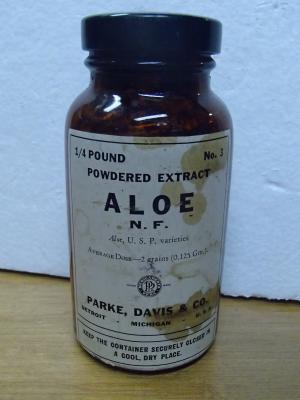 1/4 POUND No. 3
POWDERED EXTRACT
ALOE
N. F.
Aloe, U. S. P. varieties
AVERAGE DOSE—2 grains (0.125 Gm.).
PARKE, DAVIS & CO.
DETROIT - MICHIGAN - U. S. A.
KEEP THE CONTAINER SECURELY CLOSED IN
A COOL, DRY PLACE.